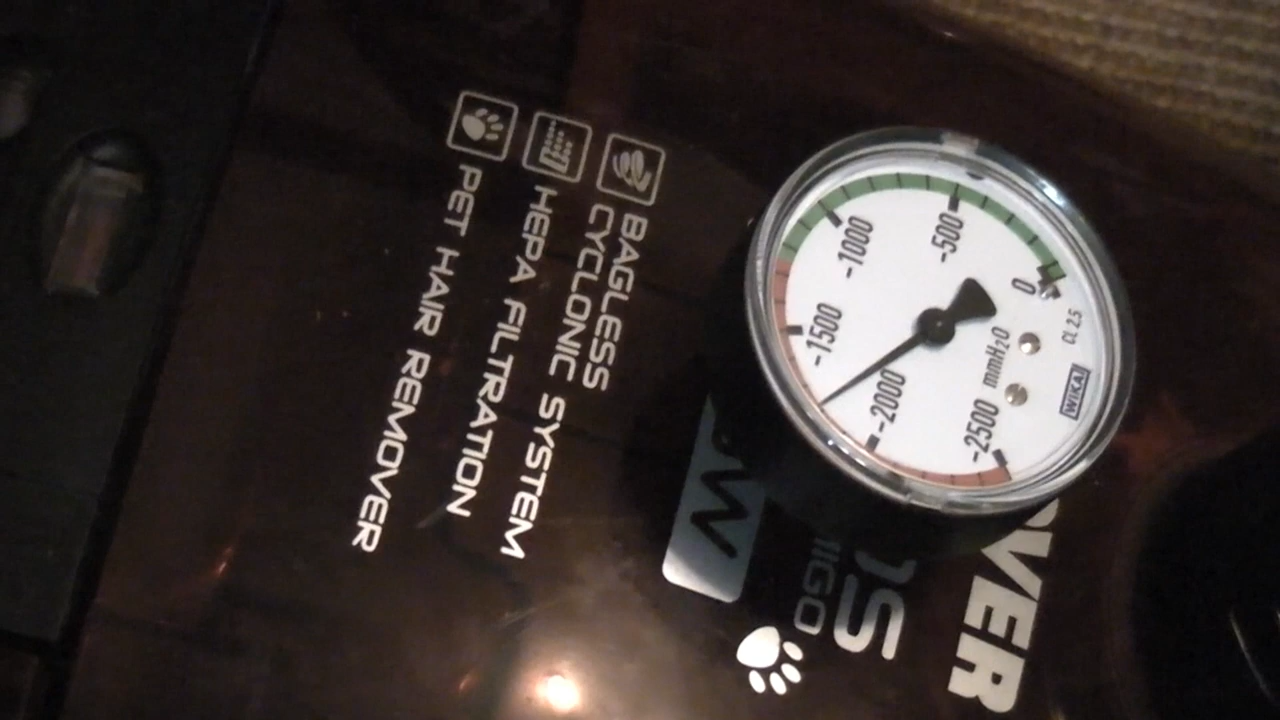 BAGLESS
CYCLONIC SYSTEM
HEPA FILTRATION
PET HAIR REMOVER
0
-500
-1000
-1500
-2000
-2500
mmH₂O
CL 2.5
WIKA